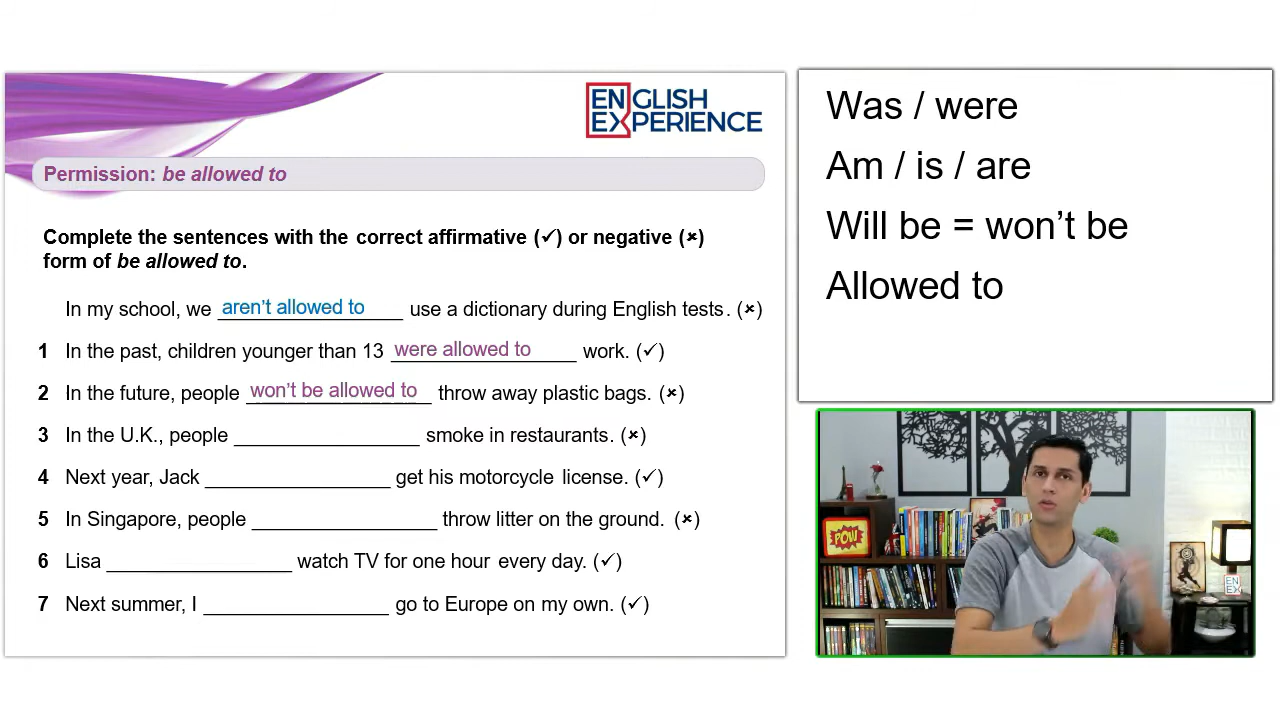 ENGLISH
EXPERIENCE
Permission: be allowed to
Complete the sentences with the correct affirmative (✓) or negative (×)
form of be allowed to.
In my school, we aren't allowed to use a dictionary during English tests. (×)
1 In the past, children younger than 13 were allowed to work. (✓)
2 In the future, people won't be allowed to throw away plastic bags. (×)
3 In the U.K., people ________________ smoke in restaurants. (×)
4 Next year, Jack ________________ get his motorcycle license. (✓)
5 In Singapore, people ________________ throw litter on the ground. (×)
6 Lisa ________________ watch TV for one hour every day. (✓)
7 Next summer, I ________________ go to Europe on my own. (✓)
Was / were
Am / is / are
Will be = won't be
Allowed to
POW
EN
EX